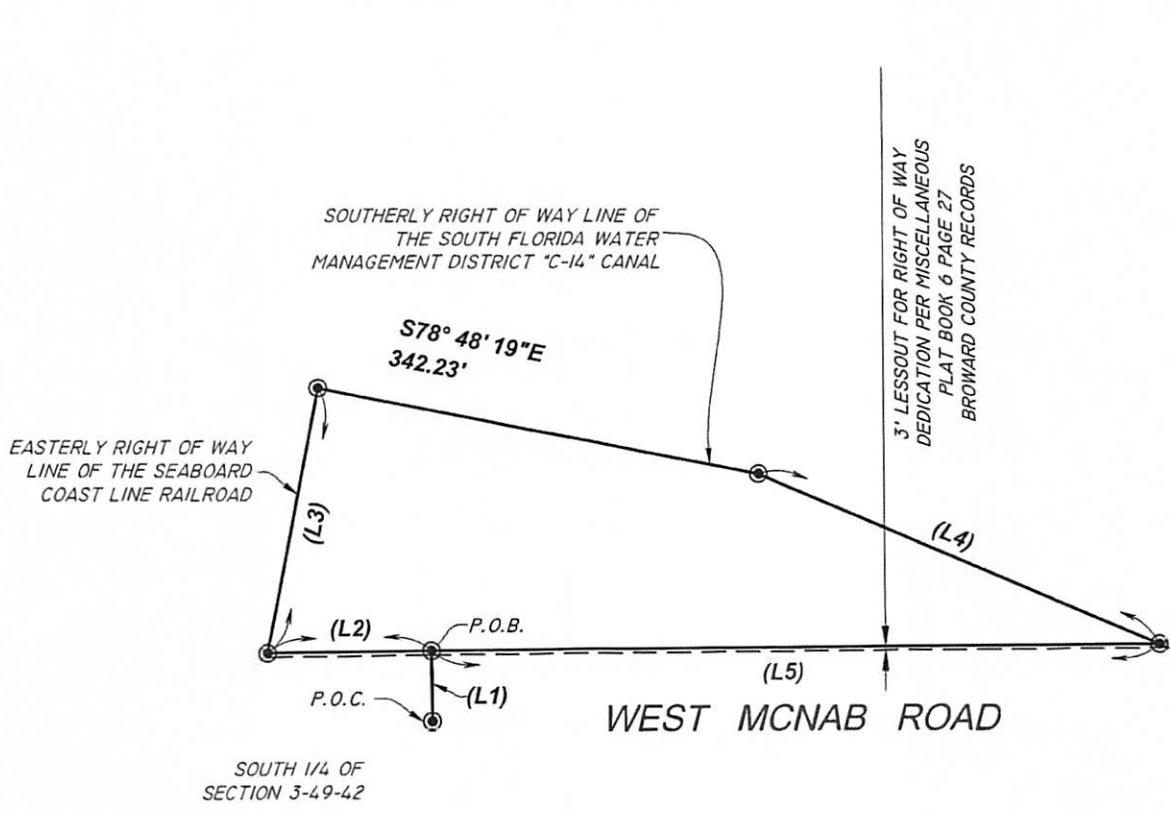 SOUTHERLY RIGHT OF WAY LINE OF
THE SOUTH FLORIDA WATER
MANAGEMENT DISTRICT "C-14" CANAL
3' LESSOUT FOR RIGHT OF WAY
DEDICATION PER MISCELLANEOUS
PLAT BOOK 6 PAGE 27
BROWARD COUNTY RECORDS
S78° 48' 19"E
342.23'
EASTERLY RIGHT OF WAY
LINE OF THE SEABOARD
COAST LINE RAILROAD
(L3)
(L4)
(L2)
P.O.B.
(L5)
P.O.C.
(L1)
WEST MCNAB ROAD
SOUTH 1/4 OF
SECTION 3-49-42